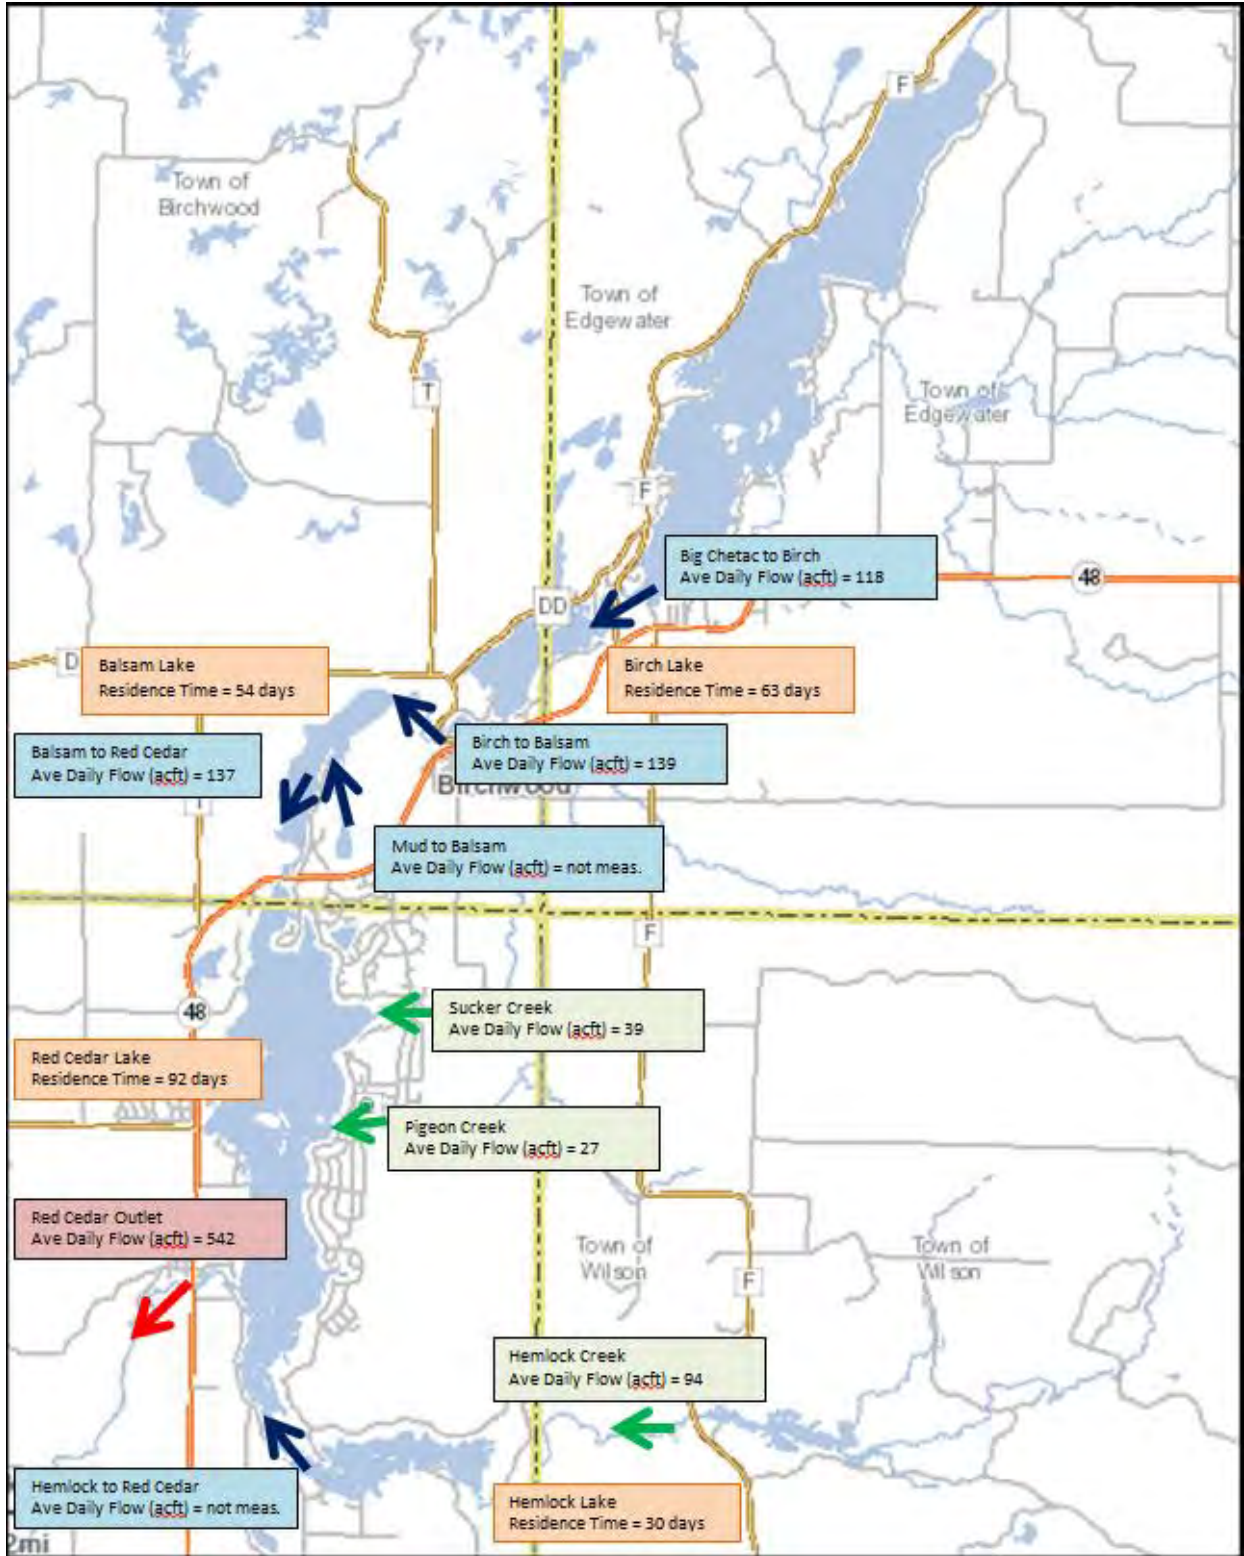 F
Town of
Birchwood
Town of
Edgewater
T
Town of
Edgewater
F
Big Chetac to Birch
Ave Daily Flow (acft) = 118
48
DD
D
Balsam Lake
Residence Time = 54 days
Birch Lake
Residence Time = 63 days
Balsam to Red Cedar
Ave Daily Flow (acft) = 137
Birch to Balsam
Ave Daily Flow (acft) = 139
Birchwood
Mud to Balsam
Ave Daily Flow (acft) = not meas.
F
48
Sucker Creek
Ave Daily Flow (acft) = 39
Red Cedar Lake
Residence Time = 92 days
Pigeon Creek
Ave Daily Flow (acft) = 27
Red Cedar Outlet
Ave Daily Flow (acft) = 542
Town of
Wilson
Town of
Wilson
F
Hemlock Creek
Ave Daily Flow (acft) = 94
Hemlock to Red Cedar
Ave Daily Flow (acft) = not meas.
Hemlock Lake
Residence Time = 30 days
2mi